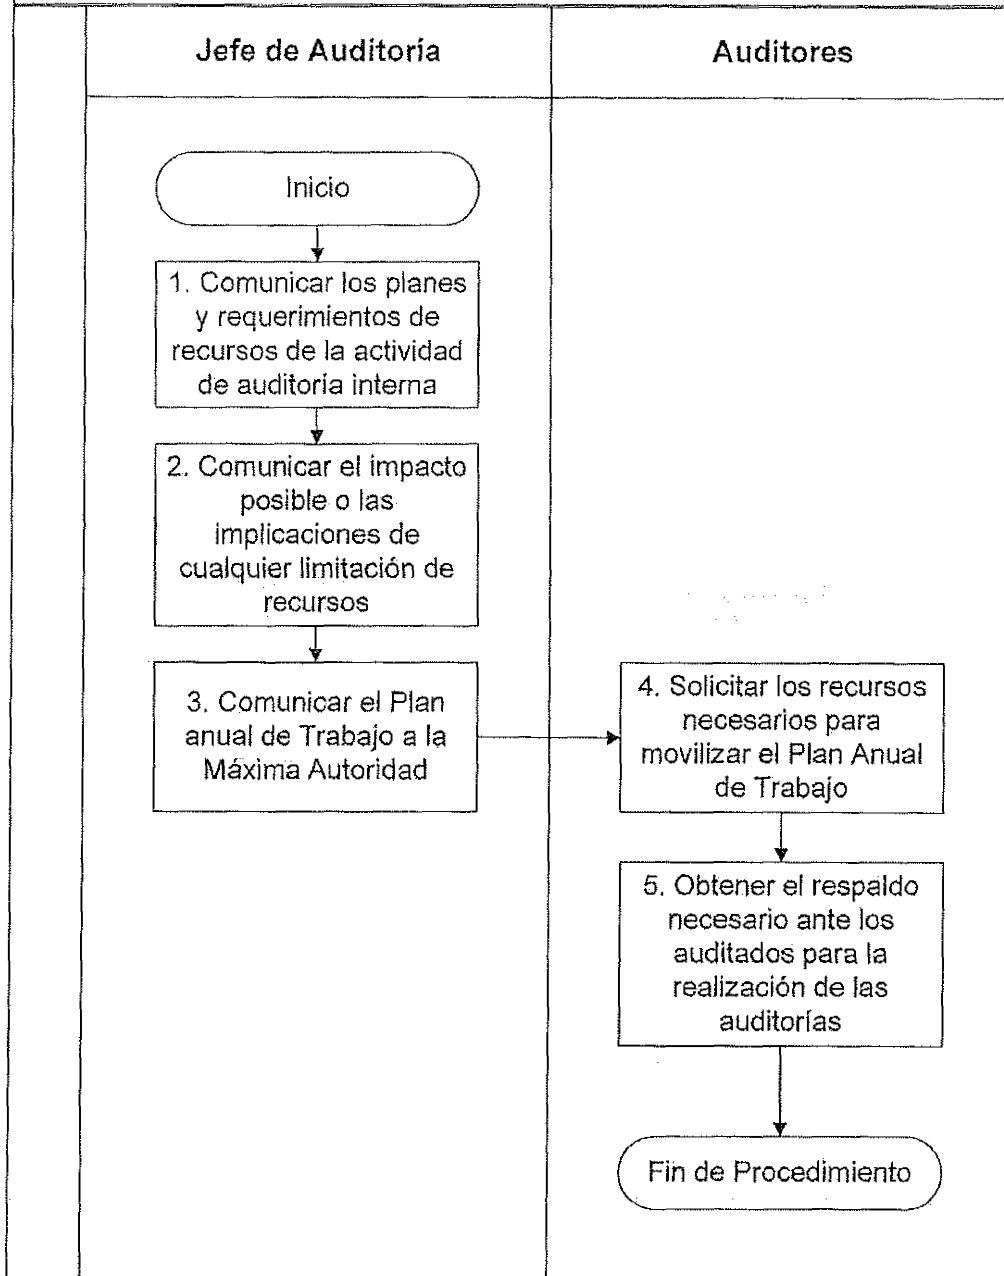 Jefe de Auditoría
Auditores
Inicio
1. Comunicar los planes
y requerimientos de
recursos de la actividad
de auditoría interna
2. Comunicar el impacto
posible o las
implicaciones de
cualquier limitación de
recursos
3. Comunicar el Plan
anual de Trabajo a la
Máxima Autoridad
4. Solicitar los recursos
necesarios para
movilizar el Plan Anual
de Trabajo
5. Obtener el respaldo
necesario ante los
auditados para la
realización de las
auditorías
Fin de Procedimiento